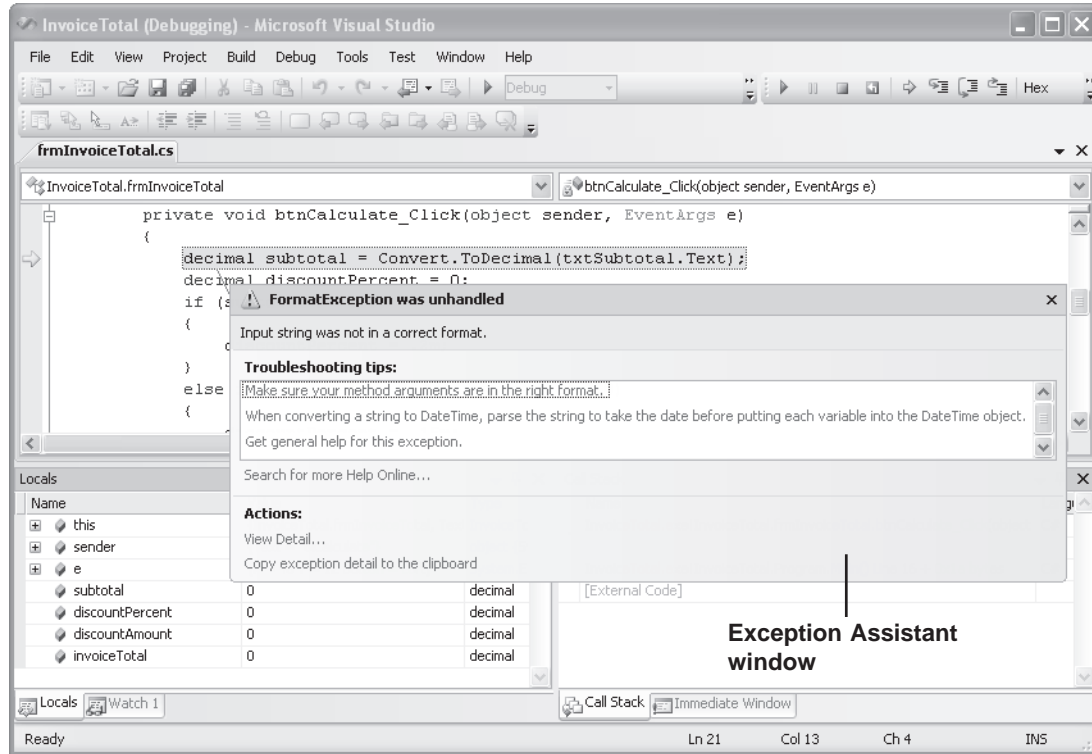 InvoiceTotal (Debugging) - Microsoft Visual Studio
File Edit View Project Build Debug Tools Test Window Help
Debug
Hex
frmInvoiceTotal.cs
InvoiceTotal.frmInvoiceTotal
btnCalculate_Click(object sender, EventArgs e)
private void btnCalculate_Click(object sender, EventArgs e)
{
decimal subtotal = Convert.ToDecimal(txtSubtotal.Text);
decimal discountPercent = 0;
if (s
{
}
else
{
FormatException was unhandled
Input string was not in a correct format.
Troubleshooting tips:
Make sure your method arguments are in the right format.
When converting a string to DateTime, parse the string to take the date before putting each variable into the DateTime object.
Get general help for this exception.
Search for more Help Online...
Actions:
View Detail...
Copy exception detail to the clipboard
Locals
Name
this
sender
e
subtotal 0 decimal
discountPercent 0 decimal
discountAmount 0 decimal
invoiceTotal 0 decimal
[External Code]
Exception Assistant
window
Locals Watch 1
Call Stack Immediate Window
Ready Ln 21 Col 13 Ch 4 INS